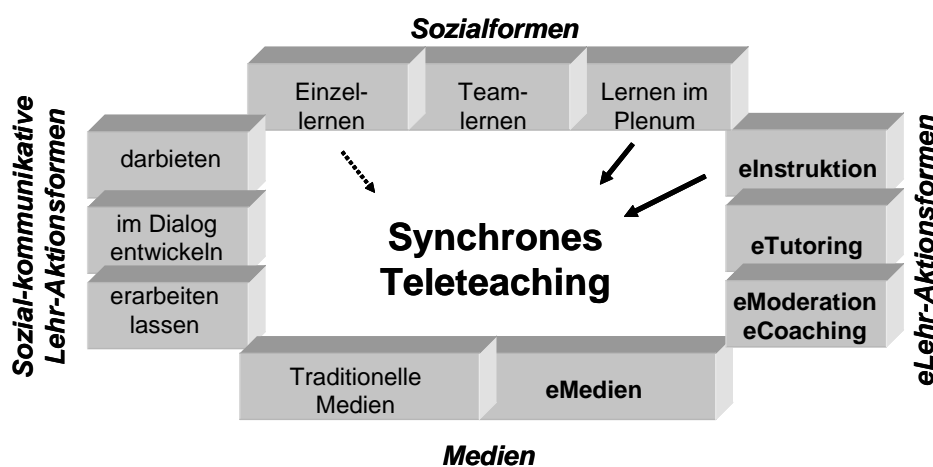 Sozialformen
Einzel-
lernen
Team-
lernen
Lernen im
Plenum
Sozial-kommunikative
Lehr-Aktionsformen
darbieten
im Dialog
entwickeln
erarbeiten
lassen
Synchrones
Teleteaching
eInstruktion
eTutoring
eModeration
eCoaching
eLehr-Aktionsformen
Traditionelle
Medien
eMedien
Medien